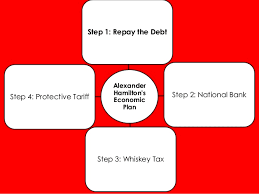 Step 1: Repay the Debt
Alexander
Hamilton's
Economic
Plan
Step 2: National Bank
Step 3: Whiskey Tax
Step 4: Protective Tariff